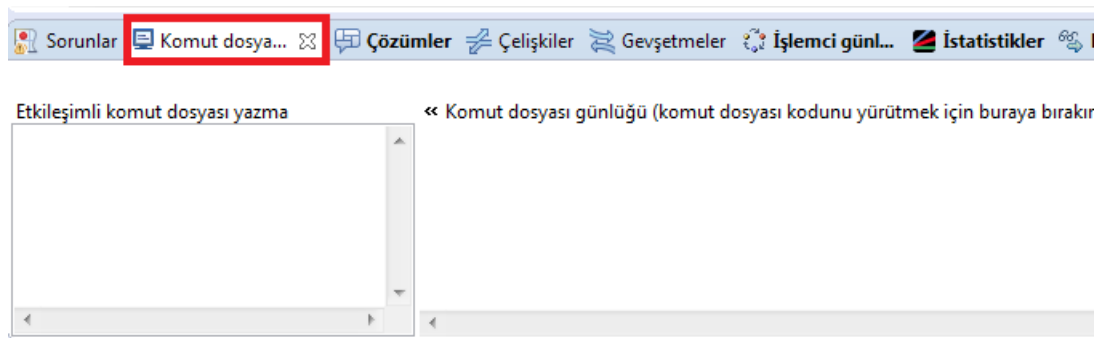 Sorunlar Komut dosya... Çözümler Çelişkiler Gevşetmeler İşlemci günl... İstatistikler
Etkileşimli komut dosyası yazma « Komut dosyası günlüğü (komut dosyası kodunu yürütmek için buraya bırakın